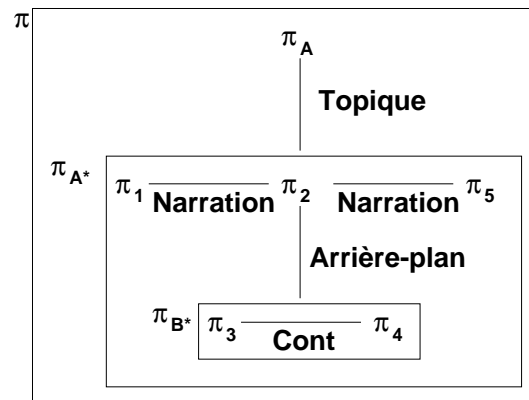 π
π_A
Topique
π_A*
π_1 π_2 π_5
Narration Narration
Arrière-plan
π_B* π_3 π_4
Cont